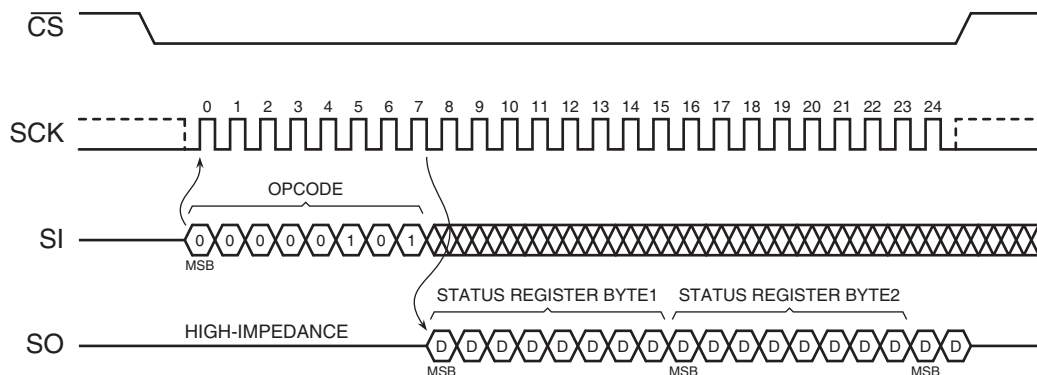 CS
0 1 2 3 4 5 6 7 8 9 10 11 12 13 14 15 16 17 18 19 20 21 22 23 24
SCK
OPCODE
SI 0 0 0 0 0 1 0 1
MSB
STATUS REGISTER BYTE1 STATUS REGISTER BYTE2
HIGH-IMPEDANCE
SO D D D D D D D D D D D D D D D D D D
MSB MSB MSB